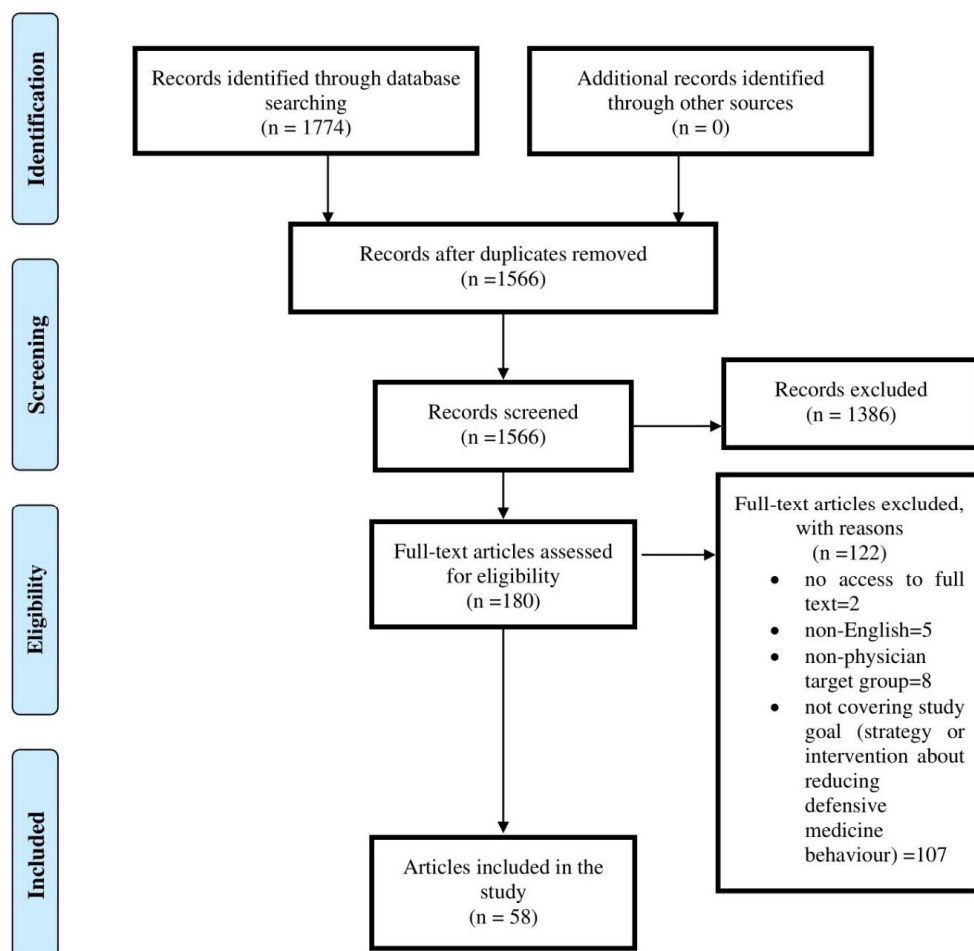 Identification
Records identified through database
searching
(n = 1774)
Additional records identified
through other sources
(n = 0)
Records after duplicates removed
(n =1566)
Screening
Records screened
(n =1566)
Records excluded
(n = 1386)
Eligibility
Full-text articles assessed
for eligibility
(n =180)
Full-text articles excluded,
with reasons
(n =122)
• no access to full
text=2
• non-English=5
• non-physician
target group=8
• not covering study
goal (strategy or
intervention about
reducing
defensive
medicine
behaviour) =107
Included
Articles included in the
study
(n = 58)